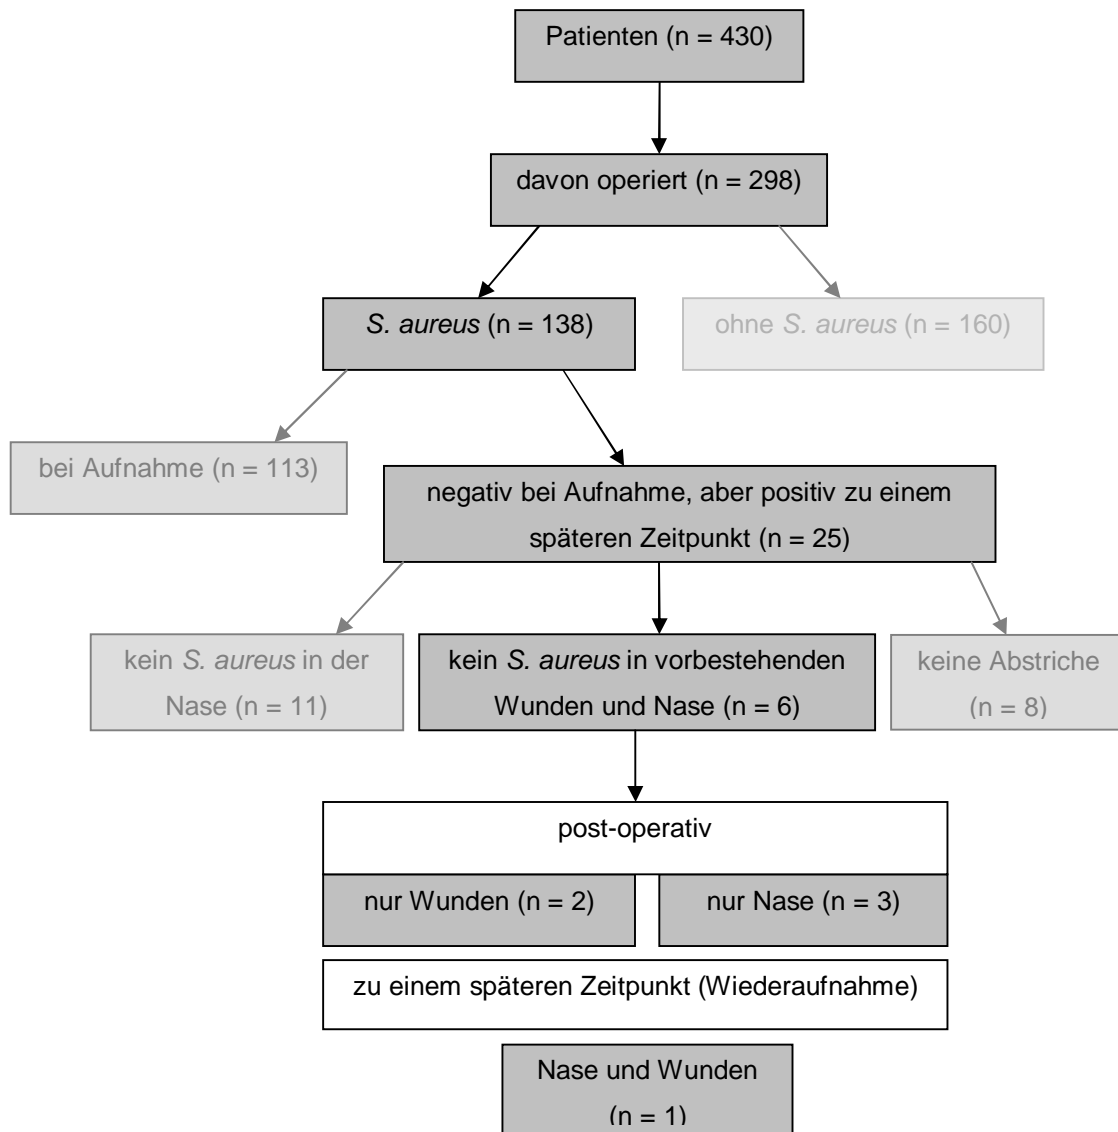 Patienten (n = 430)
davon operiert (n = 298)
S. aureus (n = 138)
ohne S. aureus (n = 160)
bei Aufnahme (n = 113)
negativ bei Aufnahme, aber positiv zu einem
späteren Zeitpunkt (n = 25)
kein S. aureus in der
Nase (n = 11)
kein S. aureus in vorbestehenden
Wunden und Nase (n = 6)
keine Abstriche
(n = 8)
post-operativ
nur Wunden (n = 2)
nur Nase (n = 3)
zu einem späteren Zeitpunkt (Wiederaufnahme)
Nase und Wunden
(n = 1)